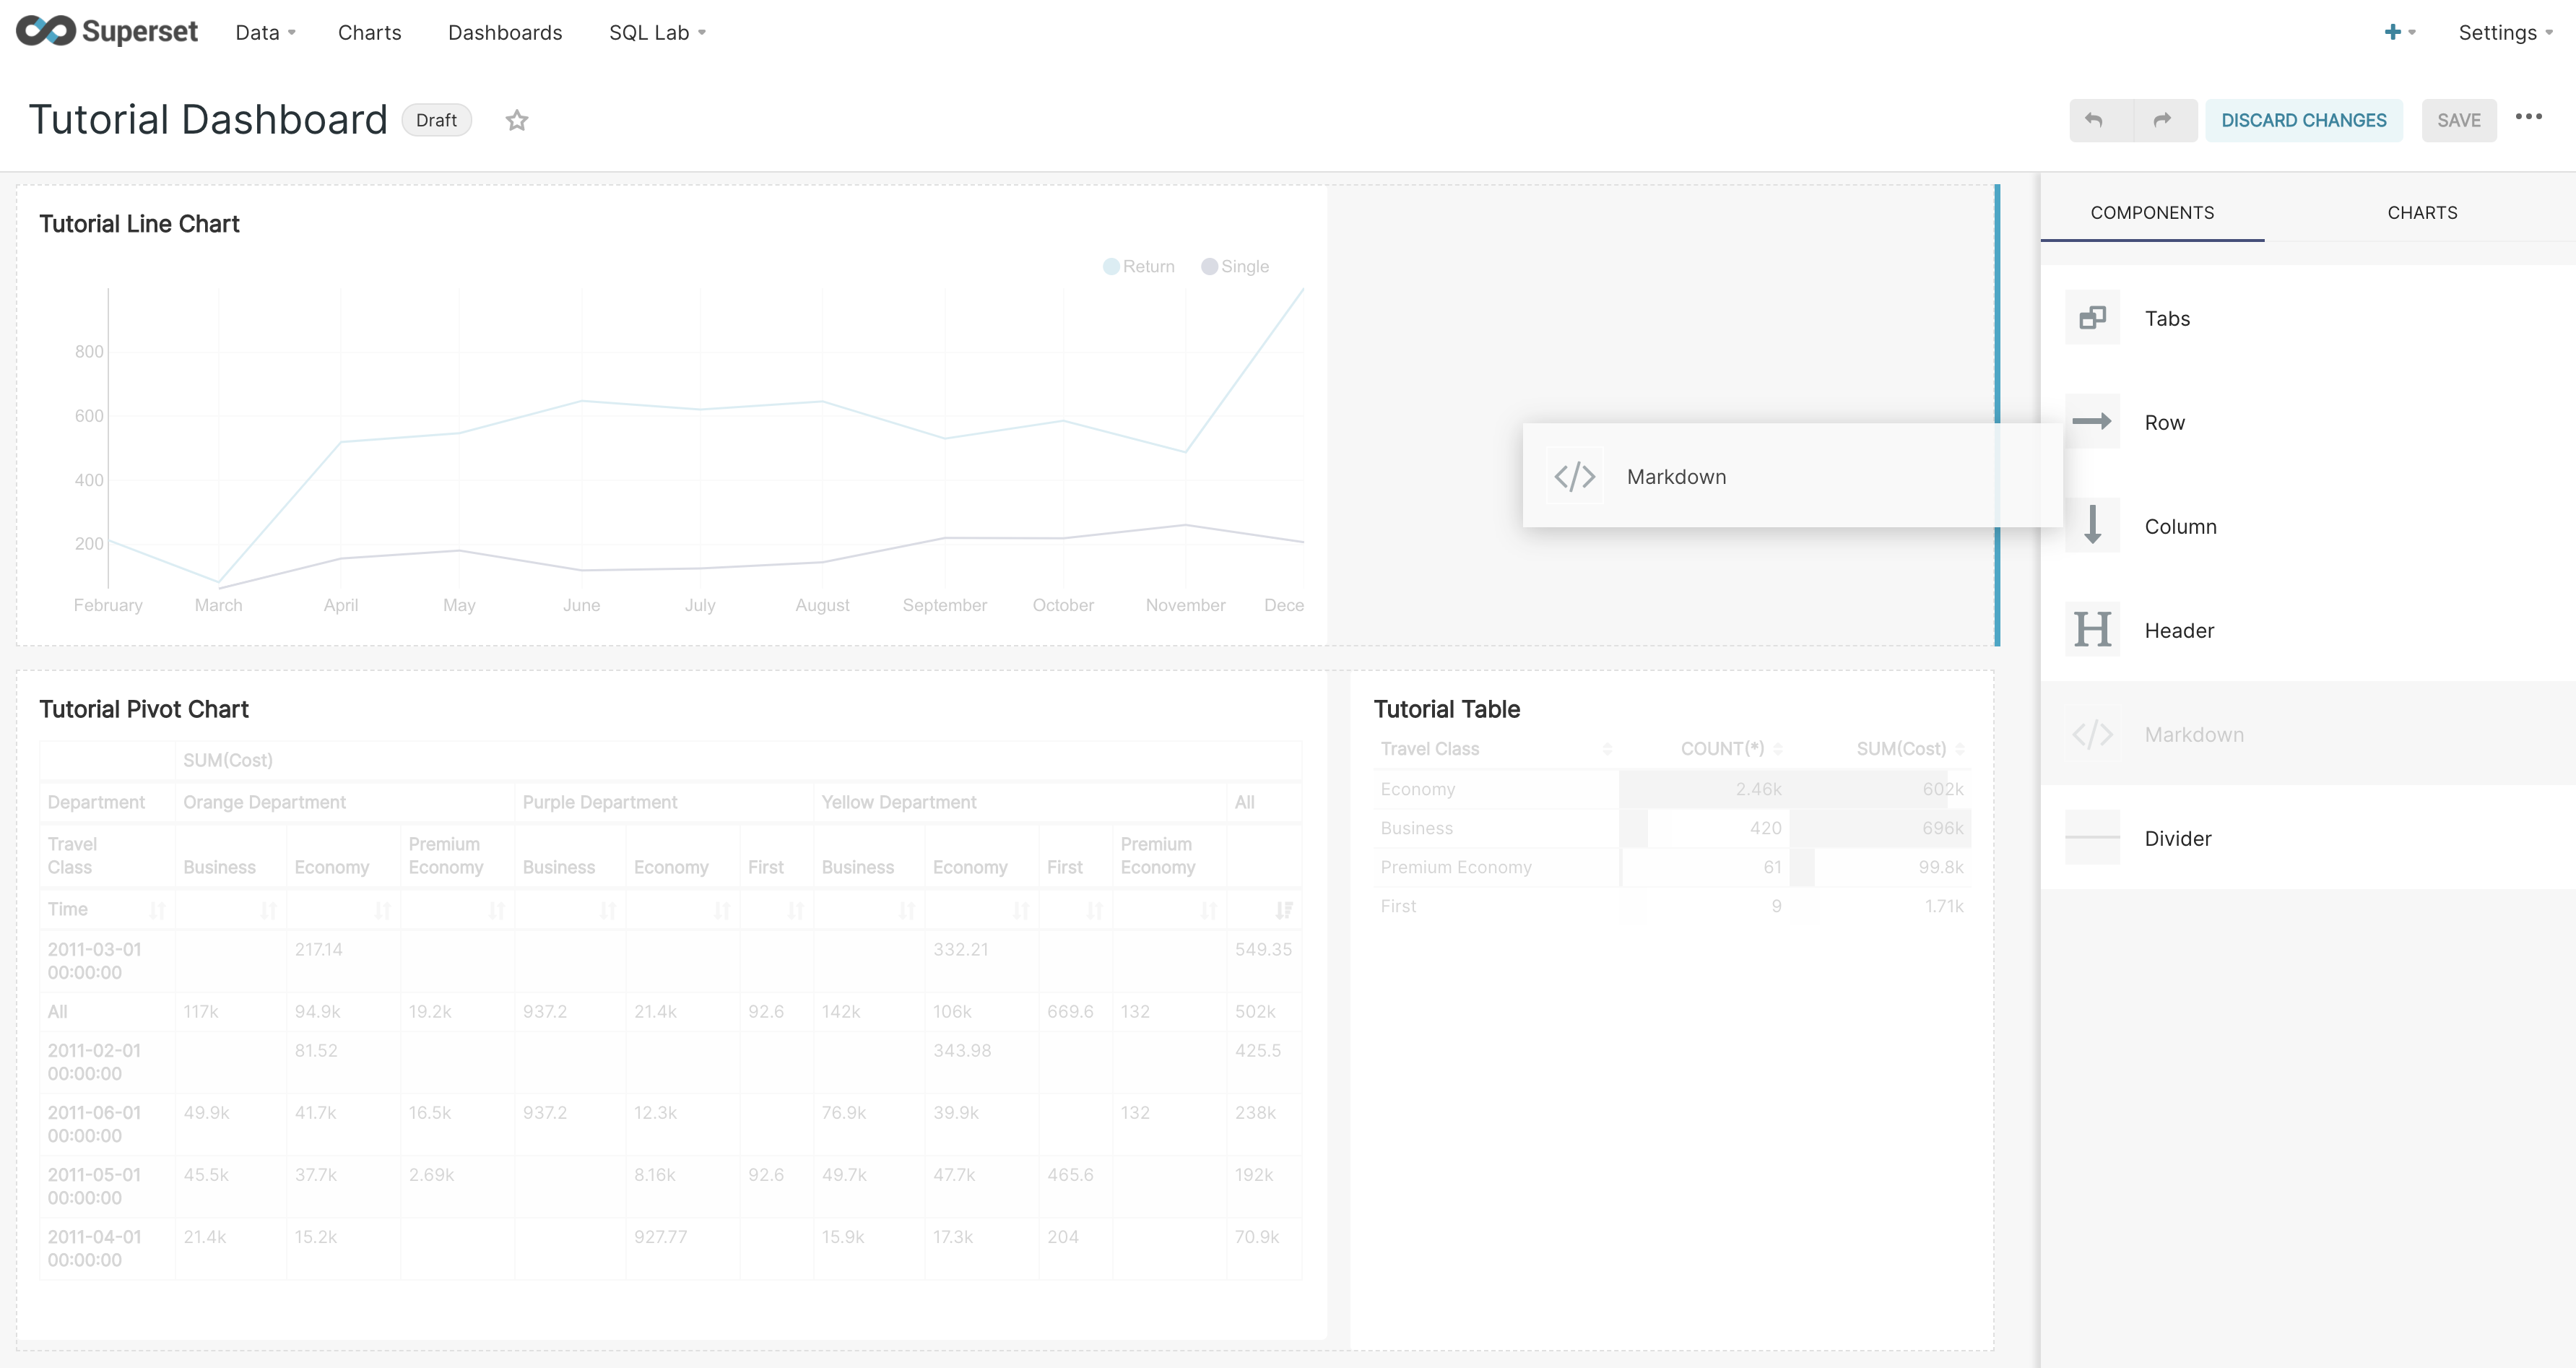 Superset Data Charts Dashboards SQL Lab Settings
Tutorial Dashboard Draft DISCARD CHANGES SAVE
COMPONENTS CHARTS
Tutorial Line Chart
Return Single
800
600
400
200
February March April May June July August September October November Dece
Markdown
Tutorial Pivot Chart
SUM(Cost)
Department Orange Department Purple Department Yellow Department All
Travel Class Business Economy Premium Economy Business Economy First Business Economy First Premium Economy
Time
2011-03-01 00:00:00 217.14 332.21 549.35
All 117k 94.9k 19.2k 937.2 21.4k 92.6 142k 106k 669.6 132 502k
2011-02-01 00:00:00 81.52 343.98 425.5
2011-06-01 00:00:00 49.9k 41.7k 16.5k 937.2 12.3k 76.9k 39.9k 132 238k
2011-05-01 00:00:00 45.5k 37.7k 2.69k 8.16k 92.6 49.7k 47.7k 465.6 192k
2011-04-01 00:00:00 21.4k 15.2k 927.77 15.9k 17.3k 204 70.9k
Tutorial Table
Travel Class COUNT(*) SUM(Cost)
Economy 2.46k 602k
Business 420 696k
Premium Economy 61 99.8k
First 9 1.71k
Tabs
Row
Column
H Header
Markdown
Divider